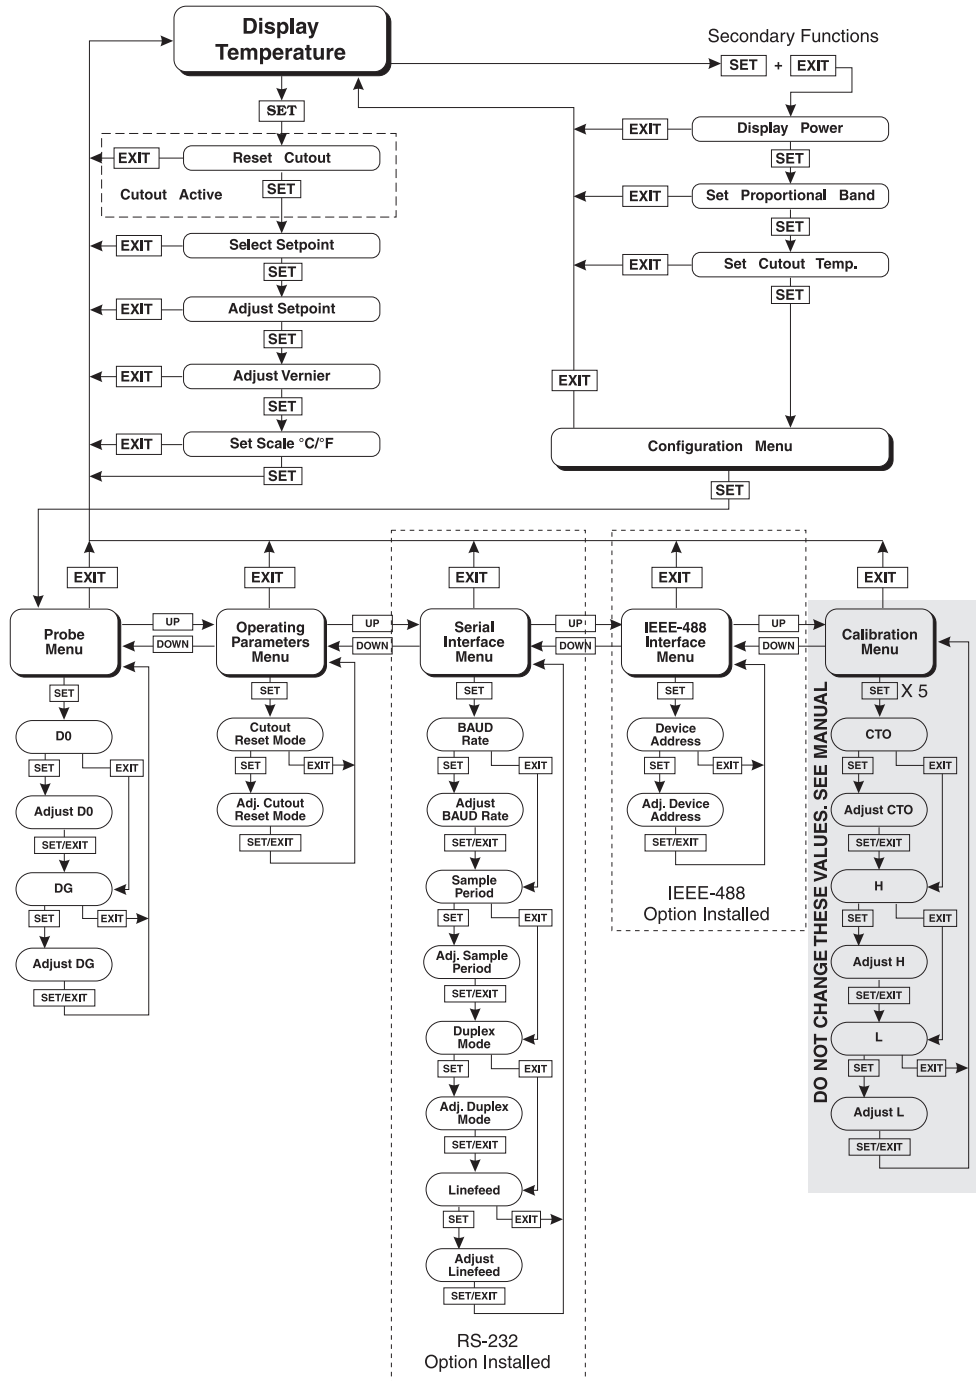 Display
Temperature
Secondary Functions
SET + EXIT
SET
EXIT Reset Cutout
Cutout Active SET
EXIT Select Setpoint
SET
EXIT Adjust Setpoint
SET
EXIT Adjust Vernier
SET
EXIT Set Scale °C/°F
SET
EXIT Display Power
SET
EXIT Set Proportional Band
SET
EXIT Set Cutout Temp.
SET
EXIT
Configuration Menu
SET
EXIT EXIT EXIT EXIT EXIT
Probe
Menu
UP
DOWN
Operating
Parameters
Menu
UP
DOWN
Serial
Interface
Menu
UP
DOWN
IEEE-488
Interface
Menu
UP
DOWN
Calibration
Menu
SET
D0
SET EXIT
Adjust D0
SET/EXIT
DG
SET EXIT
Adjust DG
SET/EXIT
SET
Cutout
Reset Mode
SET EXIT
Adj. Cutout
Reset Mode
SET/EXIT
SET
BAUD
Rate
SET EXIT
Adjust
BAUD Rate
SET/EXIT
Sample
Period
SET EXIT
Adj. Sample
Period
SET/EXIT
Duplex
Mode
SET EXIT
Adj. Duplex
Mode
SET/EXIT
Linefeed
SET EXIT
Adjust
Linefeed
SET/EXIT
RS-232
Option Installed
SET
Device
Address
SET EXIT
Adj. Device
Address
SET/EXIT
IEEE-488
Option Installed
DO NOT CHANGE THESE VALUES. SEE MANUAL
SET X 5
CTO
SET EXIT
Adjust CTO
SET/EXIT
H
SET EXIT
Adjust H
SET/EXIT
L
SET EXIT
Adjust L
SET/EXIT